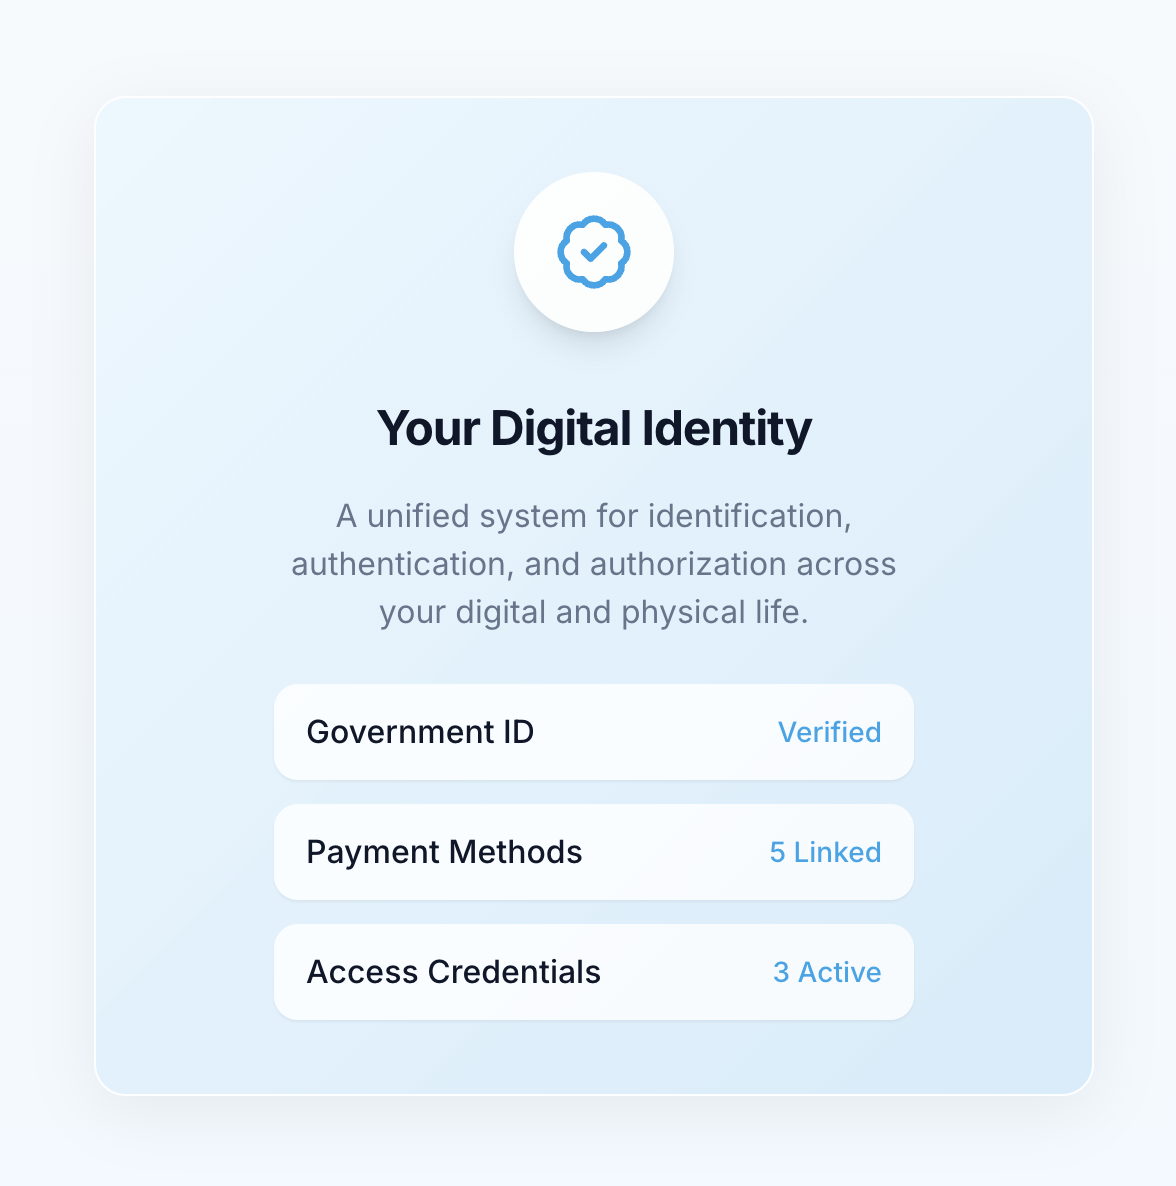 Your Digital Identity
A unified system for identification,
authentication, and authorization across
your digital and physical life.
Government ID
Verified
Payment Methods
5 Linked
Access Credentials
3 Active